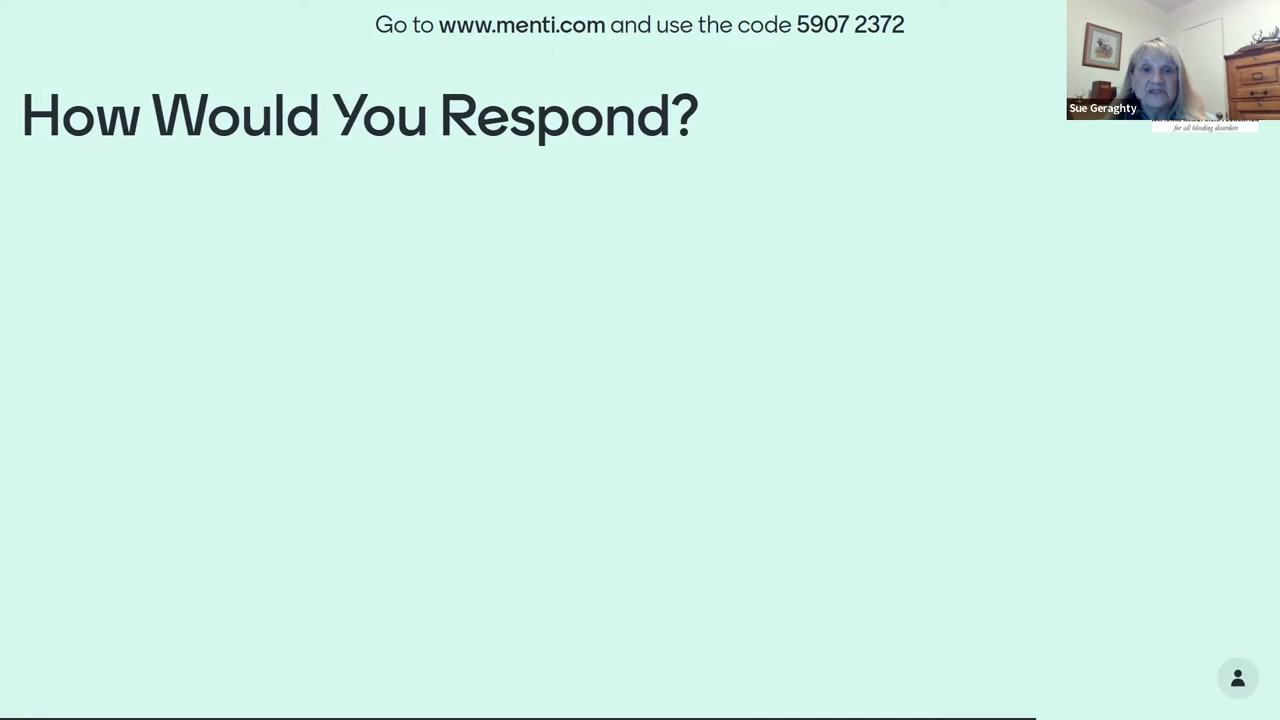 Go to www.menti.com and use the code 5907 2372
How Would You Respond?
Sue Geraghty
for all bleeding disorders